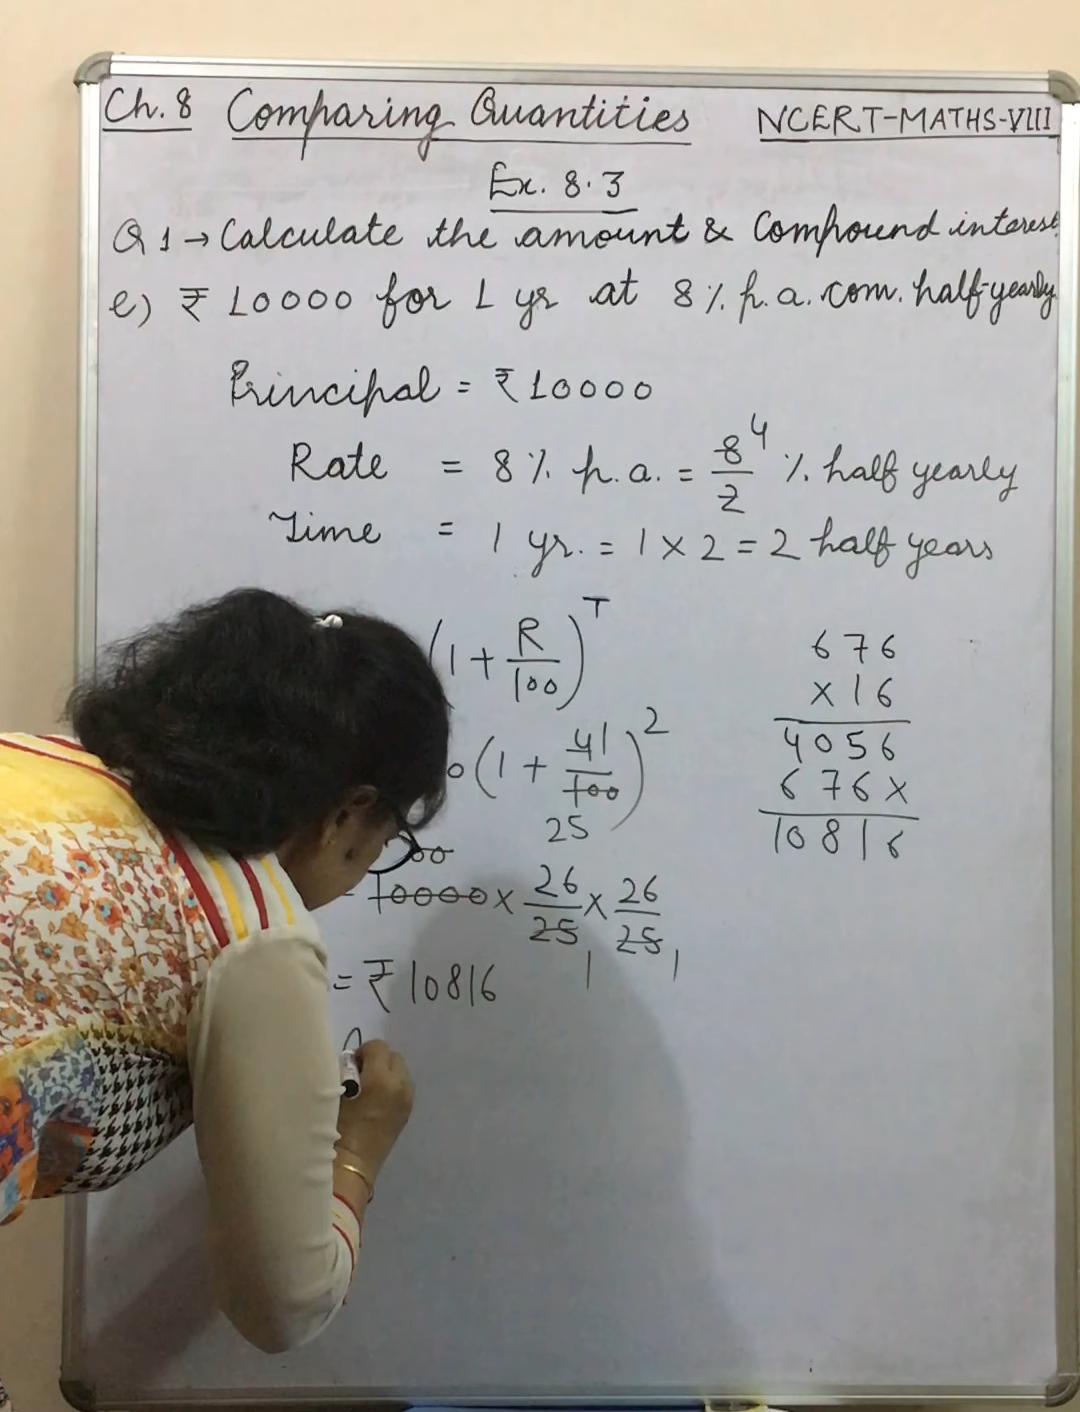 Ch. 8 Comparing Quantities NCERT-MATHS-VIII
Ex. 8.3
Q 1 → Calculate the amount & Compound interest
e) ₹ 10000 for 1 yr at 8 % p.a. com. half-yearly
Principal = ₹ 10000
Rate = 8 % p.a. = 8/2 4 % half yearly
Time = 1 yr. = 1 × 2 = 2 half years
(1 + R/100)^T
0(1 + 41/100 25)^2
00
= 10000 × 26/25 1 × 26/25 1
= ₹ 10816
676
×16
4056
676×
10816